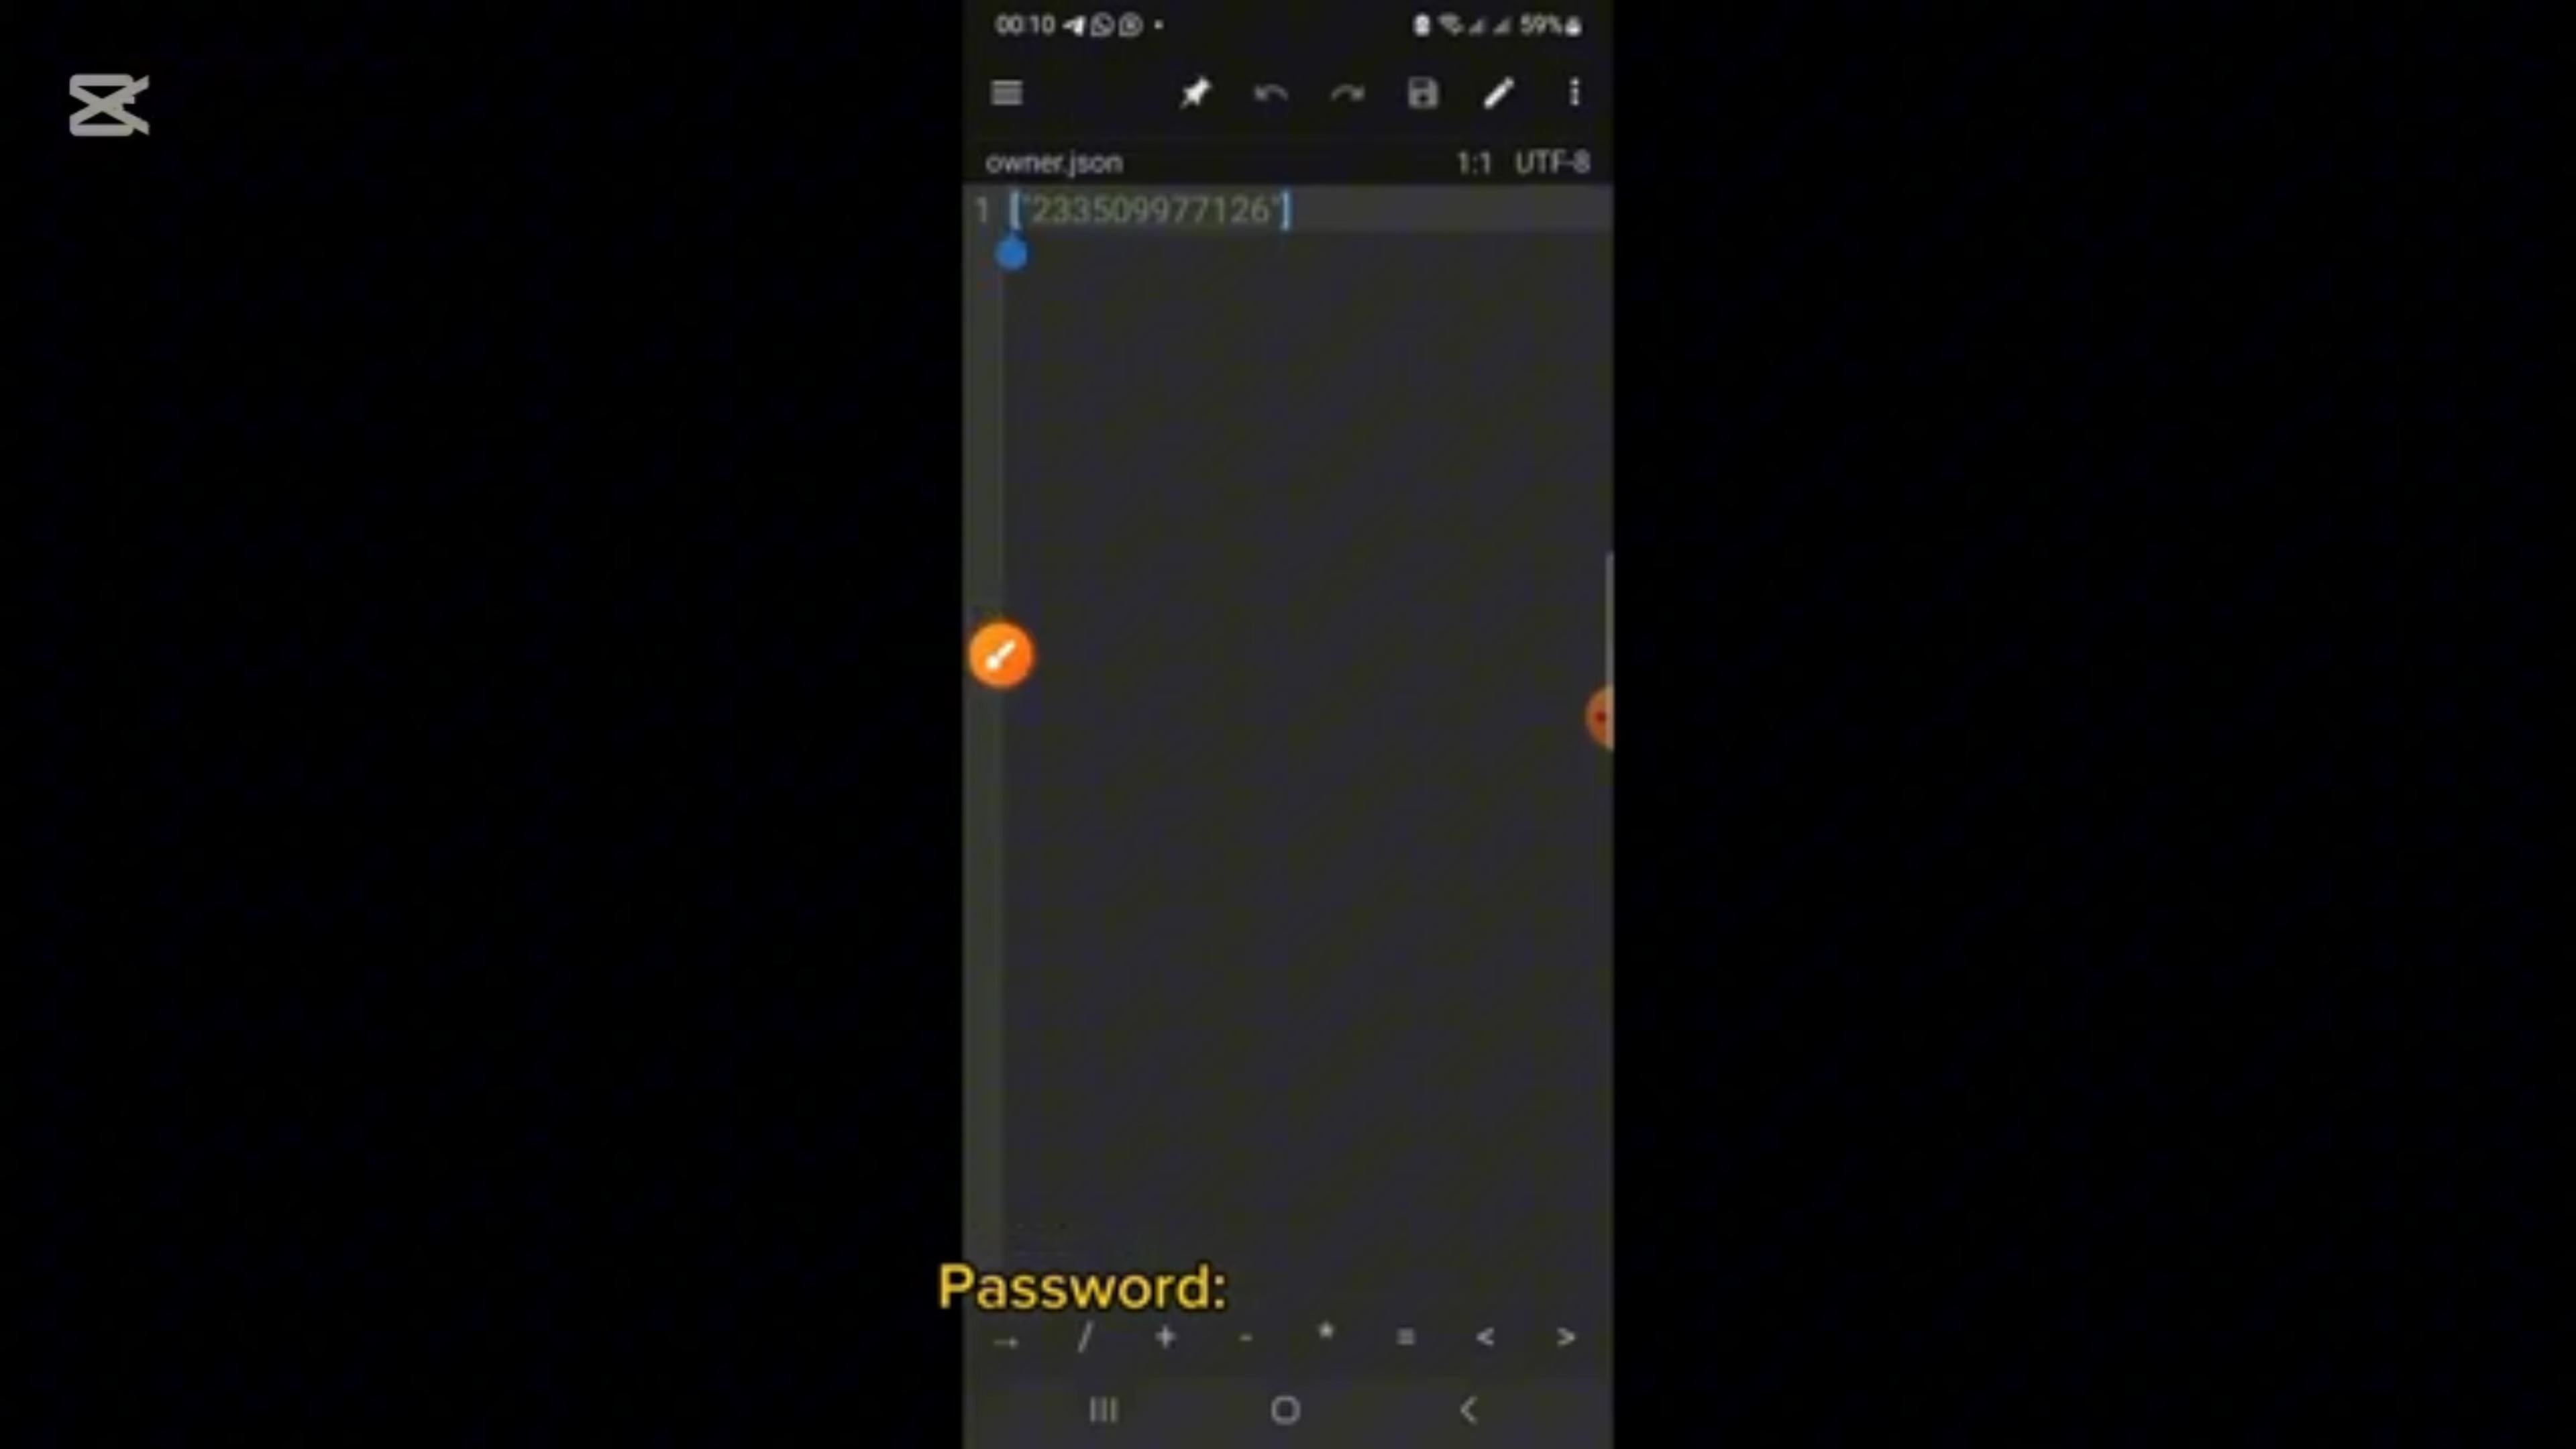 00:10 59%
owner.json 1:1 UTF-8
1 ["233509977126"]
Password:
→ / + - * = < >